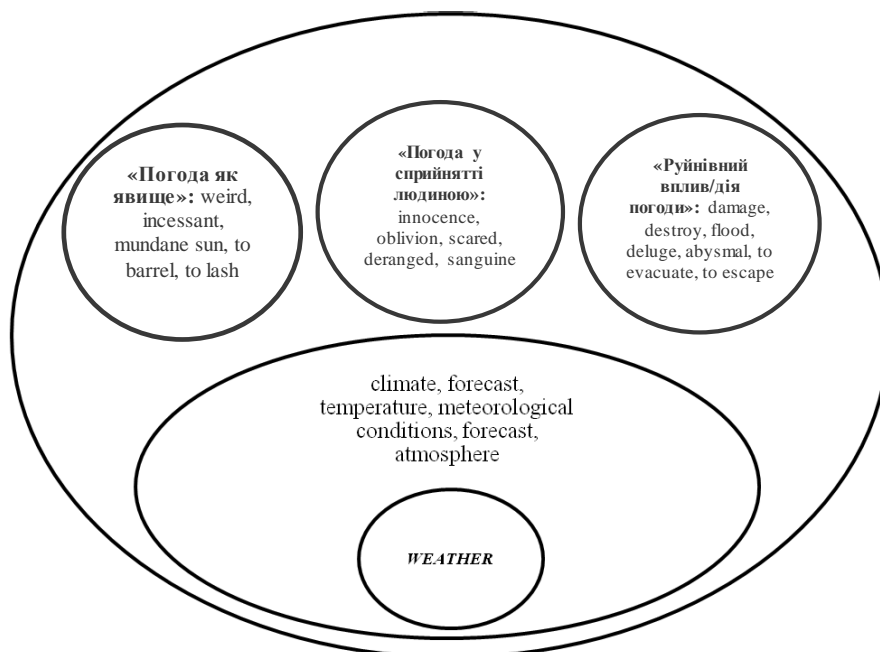 «Погода як
явище»: weird,
incessant,
mundane sun, to
barrel, to lash
«Погода у
сприйнятті
людиною»:
innocence,
oblivion, scared,
deranged, sanguine
«Руйнівний
вплив/дія
погоди»: damage,
destroy, flood,
deluge, abysmal, to
evacuate, to escape
climate, forecast,
temperature, meteorological
conditions, forecast,
atmosphere
WEATHER